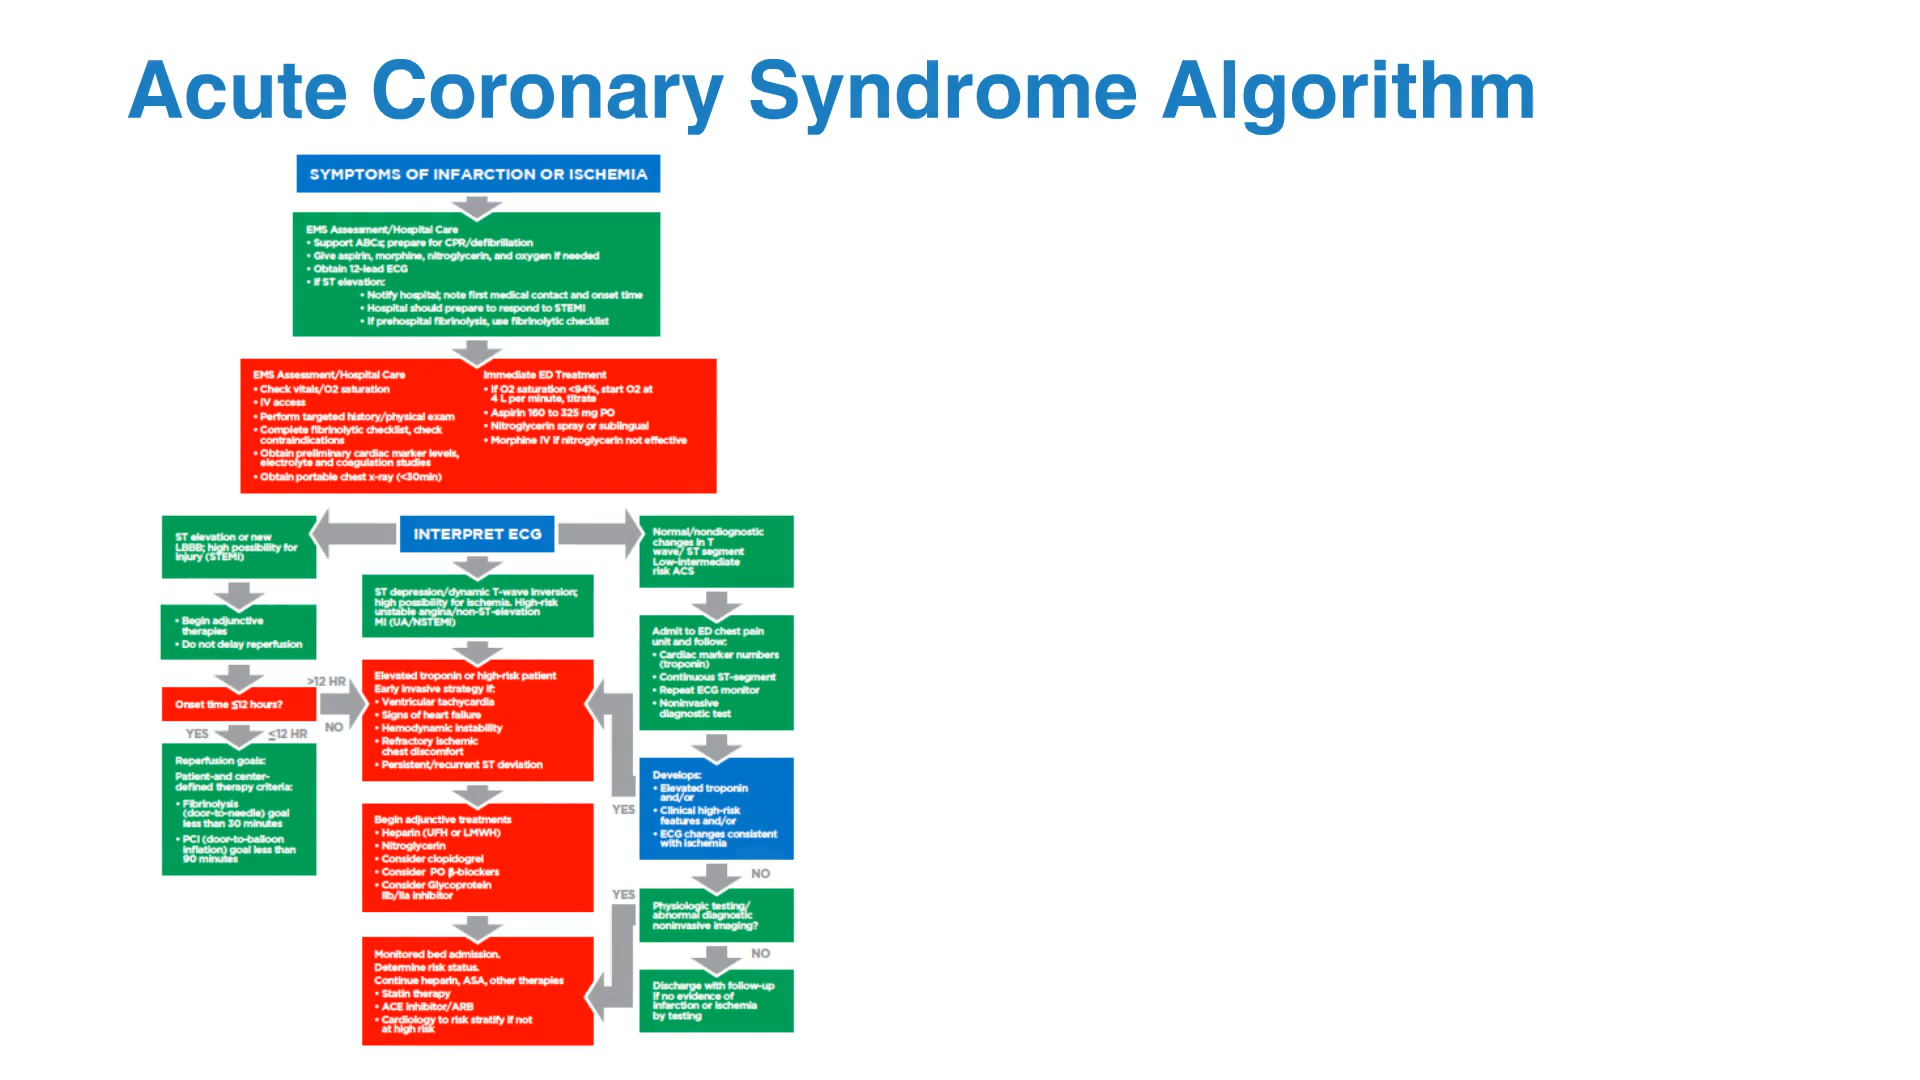 Acute Coronary Syndrome Algorithm
SYMPTOMS OF INFARCTION OR ISCHEMIA
EMS Assessment/Hospital Care
• Support ABCs; prepare for CPR/defibrillation
• Give aspirin, morphine, nitroglycerin, and oxygen if needed
• Obtain 12-lead ECG
• If ST elevation:
• Notify hospital; note first medical contact and onset time
• Hospital should prepare to respond to STEMI
• If prehospital fibrinolysis, use fibrinolytic checklist
EMS Assessment/Hospital Care
• Check vitals/O2 saturation
• IV access
• Perform targeted history/physical exam
• Complete fibrinolytic checklist, check
contraindications
• Obtain preliminary cardiac marker levels,
electrolyte and coagulation studies
• Obtain portable chest x-ray (<30min)
Immediate ED Treatment
• If O2 saturation <94%, start O2 at
4 L per minute, titrate
• Aspirin 160 to 325 mg PO
• Nitroglycerin spray or sublingual
• Morphine IV if nitroglycerin not effective
INTERPRET ECG
ST elevation or new
LBBB; high possibility for
injury (STEMI)
• Begin adjunctive
therapies
• Do not delay reperfusion
Onset time ≤12 hours?
>12 HR
NO
YES
≤12 HR
Reperfusion goals:
Patient-and center-
defined therapy criteria:
• Fibrinolysis
(door-to-needle) goal
less than 30 minutes
• PCI (door-to-balloon
inflation) goal less than
90 minutes
ST depression/dynamic T-wave inversion;
high possibility for ischemia. High-risk
unstable angina/non-ST-elevation
MI (UA/NSTEMI)
Elevated troponin or high-risk patient
Early invasive strategy if:
• Ventricular tachycardia
• Signs of heart failure
• Hemodynamic instability
• Refractory ischemic
chest discomfort
• Persistent/recurrent ST deviation
Begin adjunctive treatments
• Heparin (UFH or LMWH)
• Nitroglycerin
• Consider clopidogrel
• Consider PO β-blockers
• Consider Glycoprotein
IIb/IIa inhibitor
Monitored bed admission.
Determine risk status.
Continue heparin, ASA, other therapies
• Statin therapy
• ACE inhibitor/ARB
• Cardiology to risk stratify if not
at high risk
Normal/nondiagnostic
changes in T
wave/ ST segment
Low-intermediate
risk ACS
Admit to ED chest pain
unit and follow:
• Cardiac marker numbers
(troponin)
• Continuous ST-segment
• Repeat ECG monitor
• Noninvasive
diagnostic test
Develops:
• Elevated troponin
and/or
• Clinical high-risk
features and/or
• ECG changes consistent
with ischemia
YES
NO
Physiologic testing/
abnormal diagnostic
noninvasive imaging?
YES
NO
Discharge with follow-up
if no evidence of
infarction or ischemia
by testing